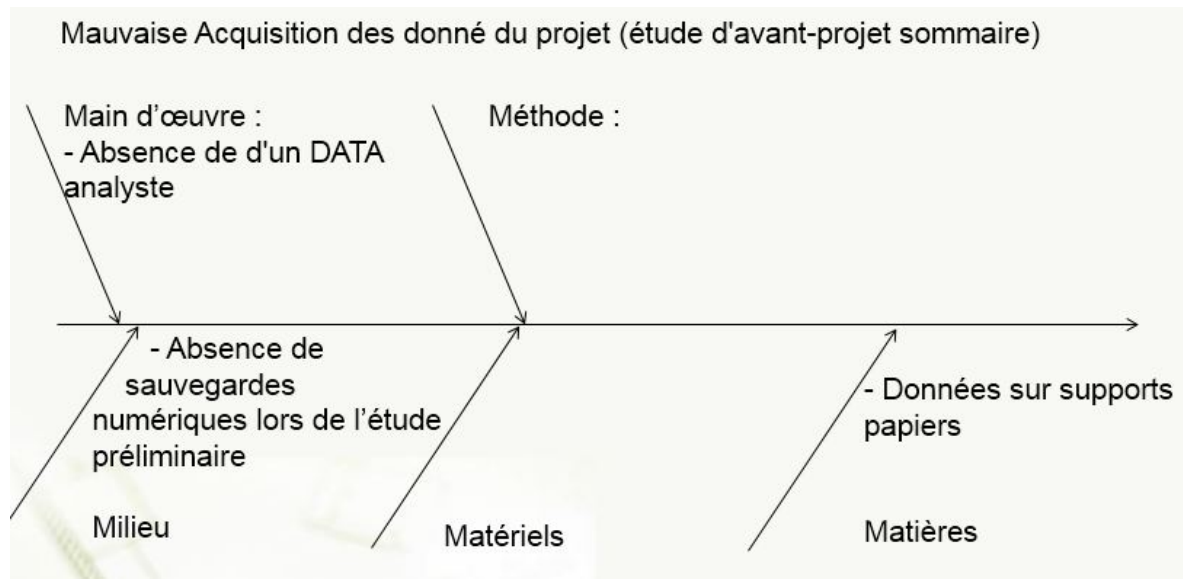 Mauvaise Acquisition des donné du projet (étude d'avant-projet sommaire)
Main d’œuvre :
- Absence de d'un DATA
analyste
Méthode :
- Absence de
sauvegardes
numériques lors de l’étude
préliminaire
Milieu
Matériels
- Données sur supports
papiers
Matières